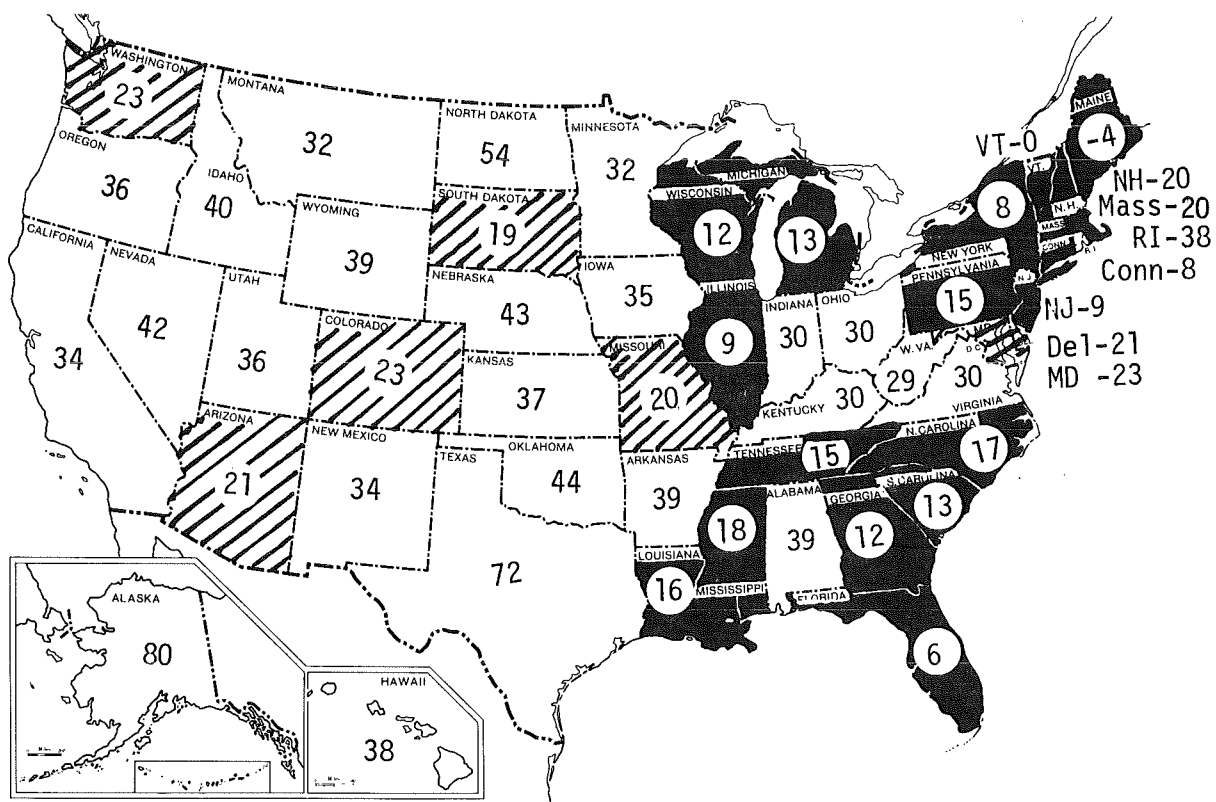 WASHINGTON
23
MONTANA
32
NORTH DAKOTA
54
MINNESOTA
32
MAINE
-4
VT-0
VT.
OREGON
36
IDAHO
40
SOUTH DAKOTA
19
WISCONSIN
12
MICHIGAN
13
8
NEW YORK
N.H.
MASS
CONN
R I
NH-20
Mass-20
RI-38
Conn-8
WYOMING
39
CALIFORNIA
34
NEVADA
42
UTAH
36
NEBRASKA
43
IOWA
35
ILLINOIS
9
INDIANA
30
OHIO
30
PENNSYLVANIA
15
N.J.
NJ-9
Del-21
MD -23
MD.
D C
COLORADO
23
KANSAS
37
MISSOURI
20
W. VA.
29
30
VIRGINIA
KENTUCKY
30
ARIZONA
21
NEW MEXICO
34
TEXAS
72
OKLAHOMA
44
ARKANSAS
39
TENNESSEE
15
N.CAROLINA
17
S.CAROLINA
13
ALABAMA
39
GEORGIA
12
LOUISIANA
16
18
MISSISSIPPI
FLORIDA
6
ALASKA
80
HAWAII
38